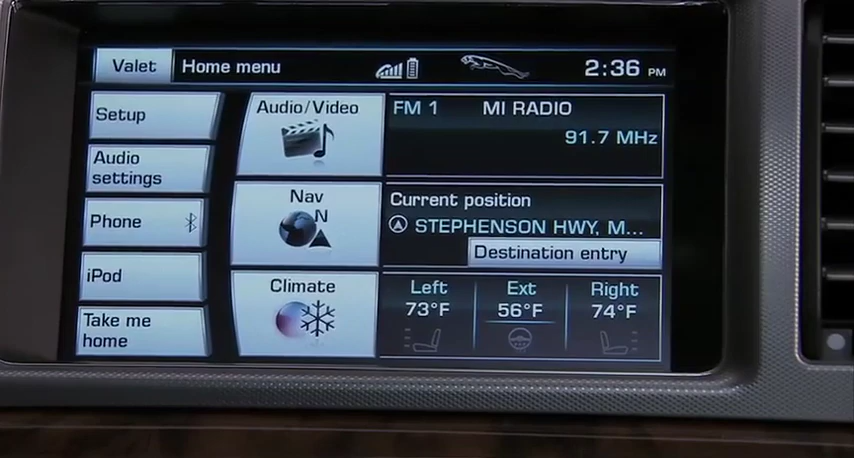 Valet
Home menu
2:36 PM
Setup
Audio
settings
Phone
iPod
Take me
home
Audio/Video
Nav
N
Climate
FM 1 MI RADIO
91.7 MHz
Current position
STEPHENSON HWY, M...
Destination entry
Left Ext Right
73°F 56°F 74°F